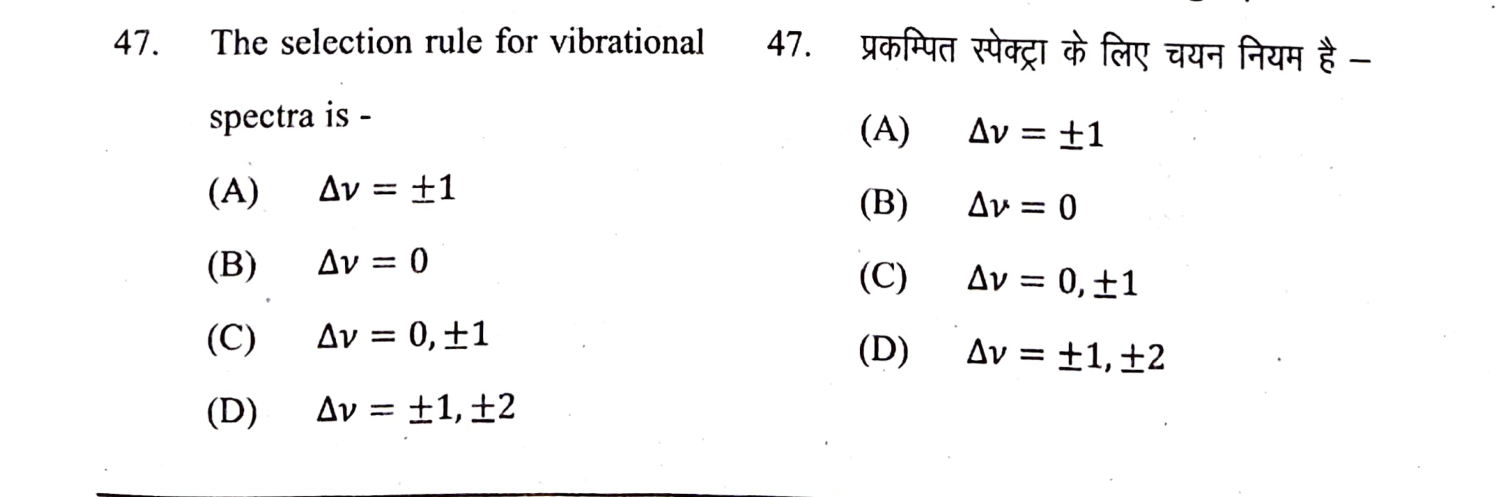 47. The selection rule for vibrational
spectra is -
(A) Δν = ±1
(B) Δν = 0
(C) Δν = 0, ±1
(D) Δν = ±1, ±2
47. प्रकम्पित स्पेक्ट्रा के लिए चयन नियम है –
(A) Δν = ±1
(B) Δν = 0
(C) Δν = 0, ±1
(D) Δν = ±1, ±2